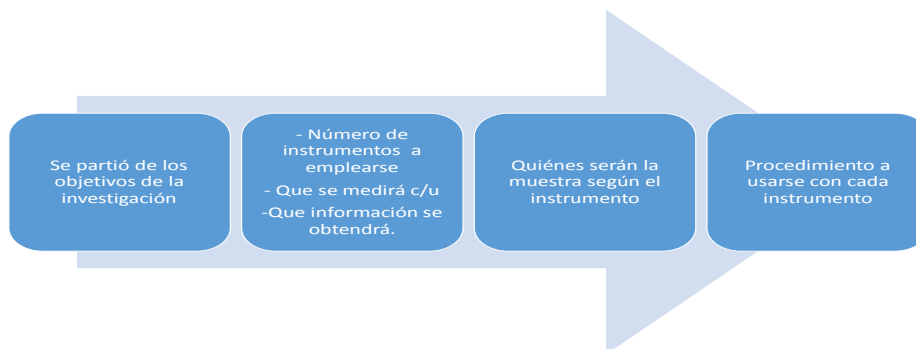 Se partió de los
objetivos de la
investigación
- Número de
instrumentos a
emplearse
- Que se medirá c/u
-Que información se
obtendrá.
Quiénes serán la
muestra según el
instrumento
Procedimiento a
usarse con cada
instrumento